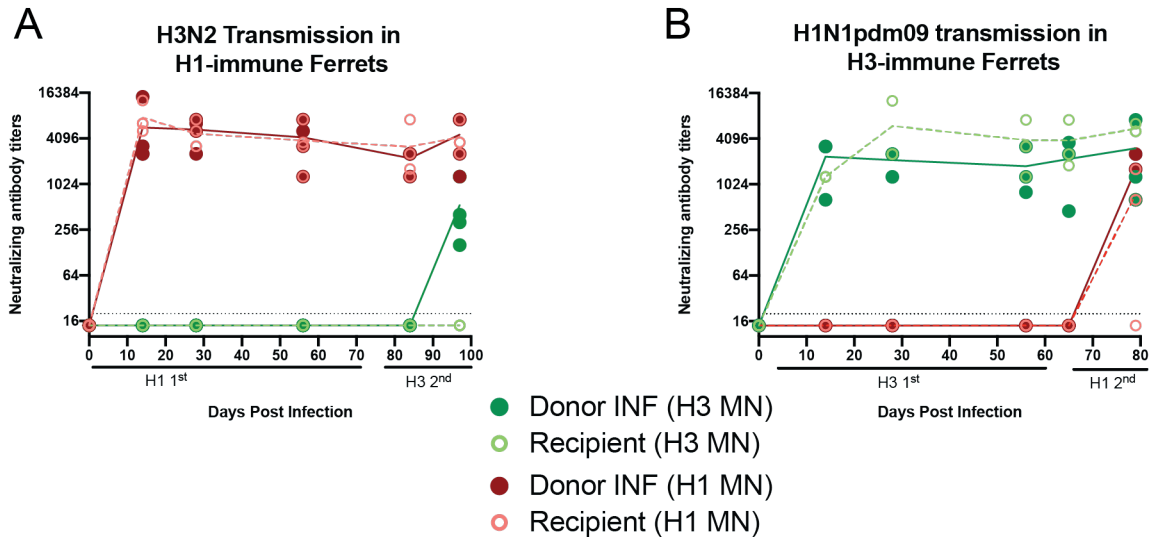 A
H3N2 Transmission in
H1-immune Ferrets
Neutralizing antibody titers
16384
4096
1024
256
64
16
0 10 20 30 40 50 60 70 80 90 100
H1 1st
H3 2nd
Days Post Infection
B
H1N1pdm09 transmission in
H3-immune Ferrets
Neutralizing antibody titers
16384
4096
1024
256
64
16
0 10 20 30 40 50 60 70 80
H3 1st
H1 2nd
Days Post Infection
Donor INF (H3 MN)
Recipient (H3 MN)
Donor INF (H1 MN)
Recipient (H1 MN)